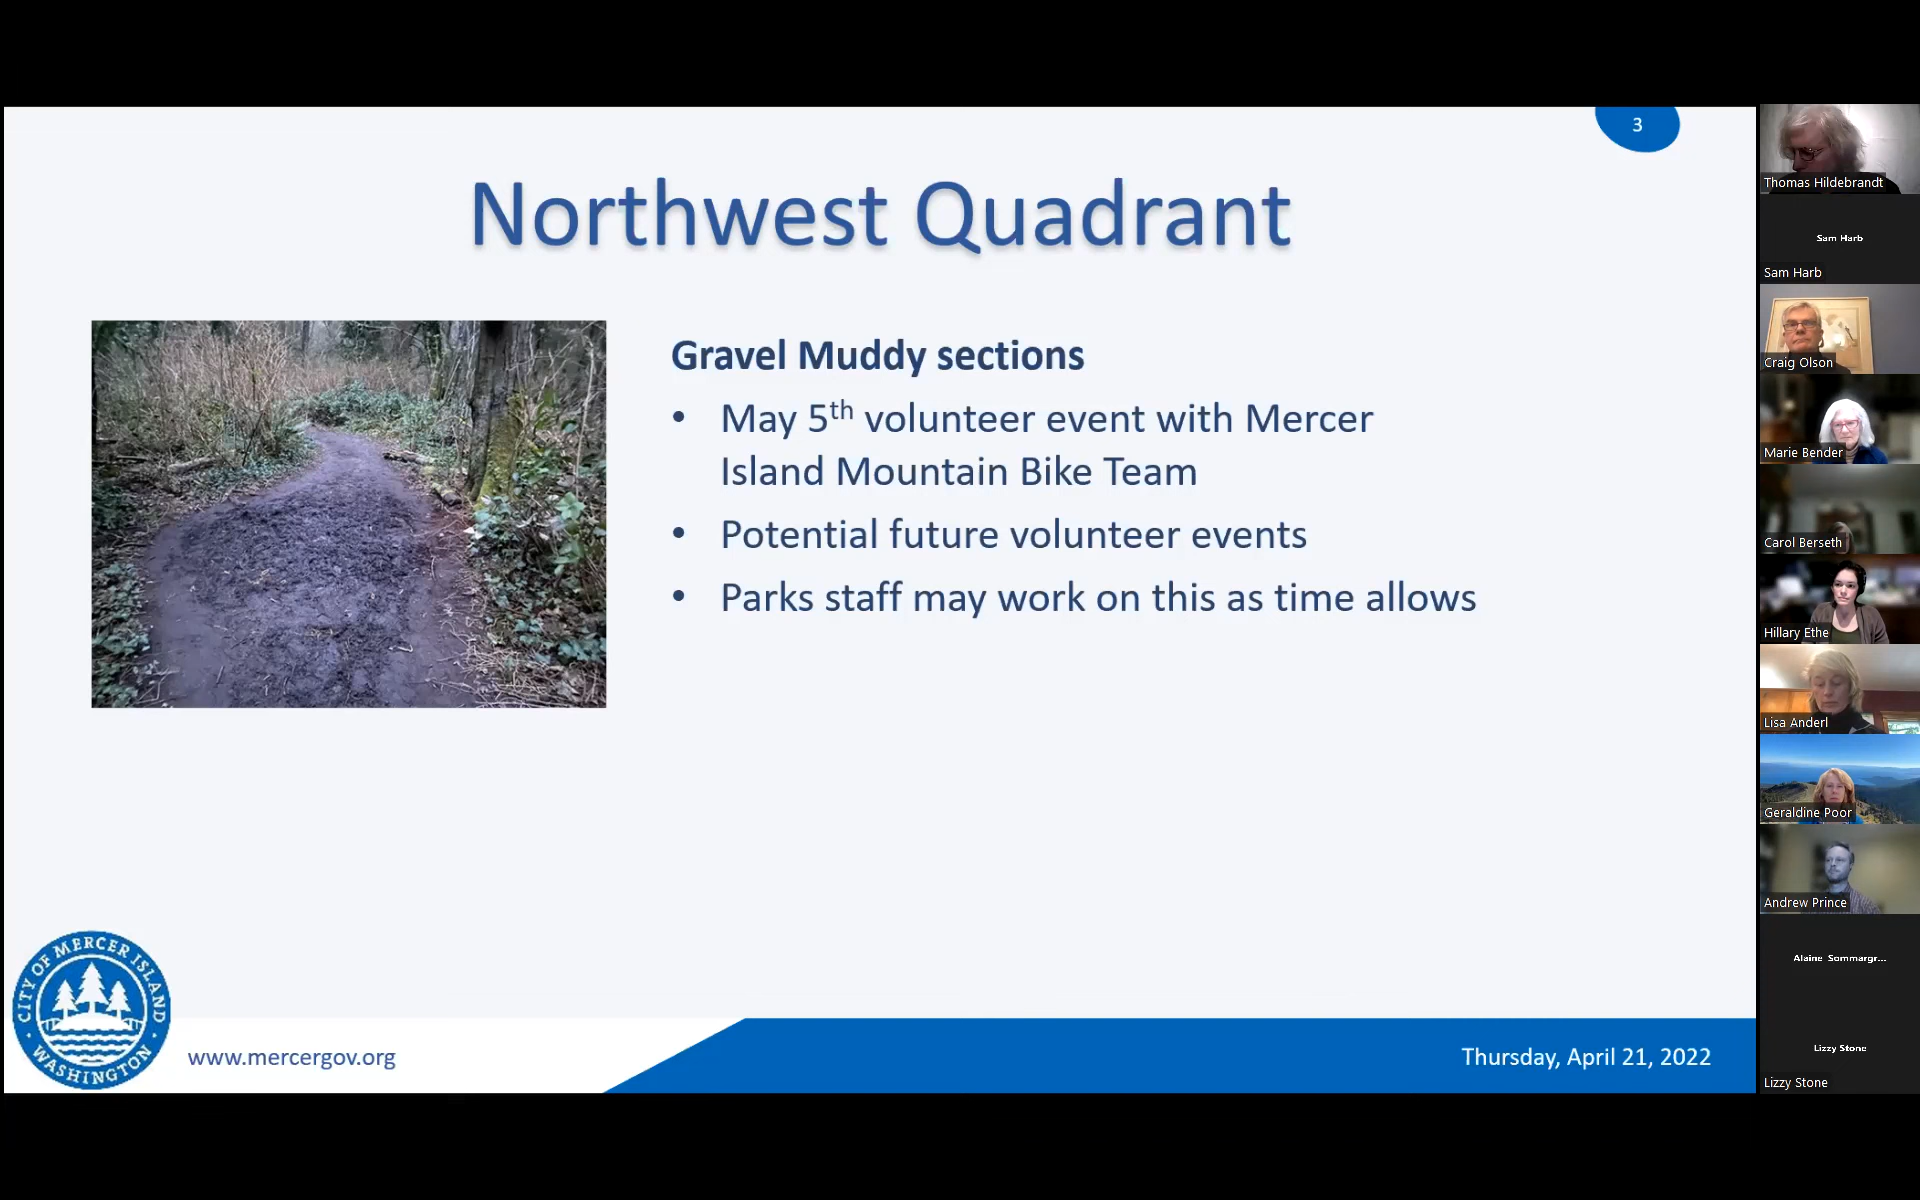 3
Northwest Quadrant
Gravel Muddy sections
• May 5th volunteer event with Mercer
Island Mountain Bike Team
• Potential future volunteer events
• Parks staff may work on this as time allows
CITY OF MERCER ISLAND
WASHINGTON
www.mercergov.org
Thursday, April 21, 2022
Thomas Hildebrandt
Sam Harb
Sam Harb
Craig Olson
Marie Bender
Carol Berseth
Hillary Ethe
Lisa Anderl
Geraldine Poor
Andrew Prince
Alaine Sommargr...
Lizzy Stone
Lizzy Stone